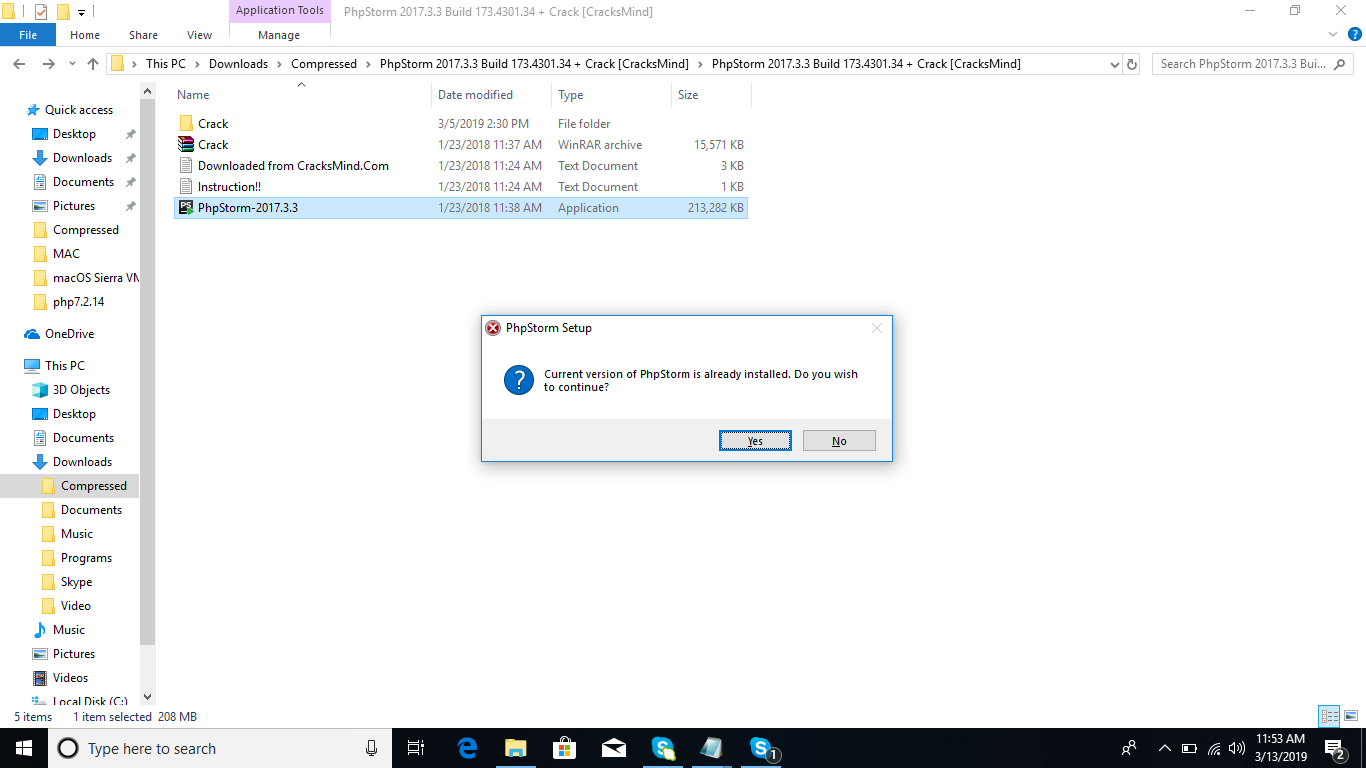 Application Tools
PhpStorm 2017.3.3 Build 173.4301.34 + Crack [CracksMind]
File
Home
Share
View
Manage
This PC
Downloads
Compressed
PhpStorm 2017.3.3 Build 173.4301.34 + Crack [CracksMind]
PhpStorm 2017.3.3 Build 173.4301.34 + Crack [CracksMind]
Search PhpStorm 2017.3.3 Bui...
Name
Date modified
Type
Size
Crack 3/5/2019 2:30 PM File folder
Crack 1/23/2018 11:37 AM WinRAR archive 15,571 KB
Downloaded from CracksMind.Com 1/23/2018 11:24 AM Text Document 3 KB
Instruction!! 1/23/2018 11:24 AM Text Document 1 KB
PhpStorm-2017.3.3 1/23/2018 11:38 AM Application 213,282 KB
Quick access
Desktop
Downloads
Documents
Pictures
Compressed
MAC
macOS Sierra VM
php7.2.14
OneDrive
This PC
3D Objects
Desktop
Documents
Downloads
Compressed
Documents
Music
Programs
Skype
Video
Music
Pictures
Videos
Local Disk (C:)
PhpStorm Setup
Current version of PhpStorm is already installed. Do you wish
to continue?
Yes
No
5 items
1 item selected 208 MB
Type here to search
PS
1
11:53 AM
3/13/2019
2